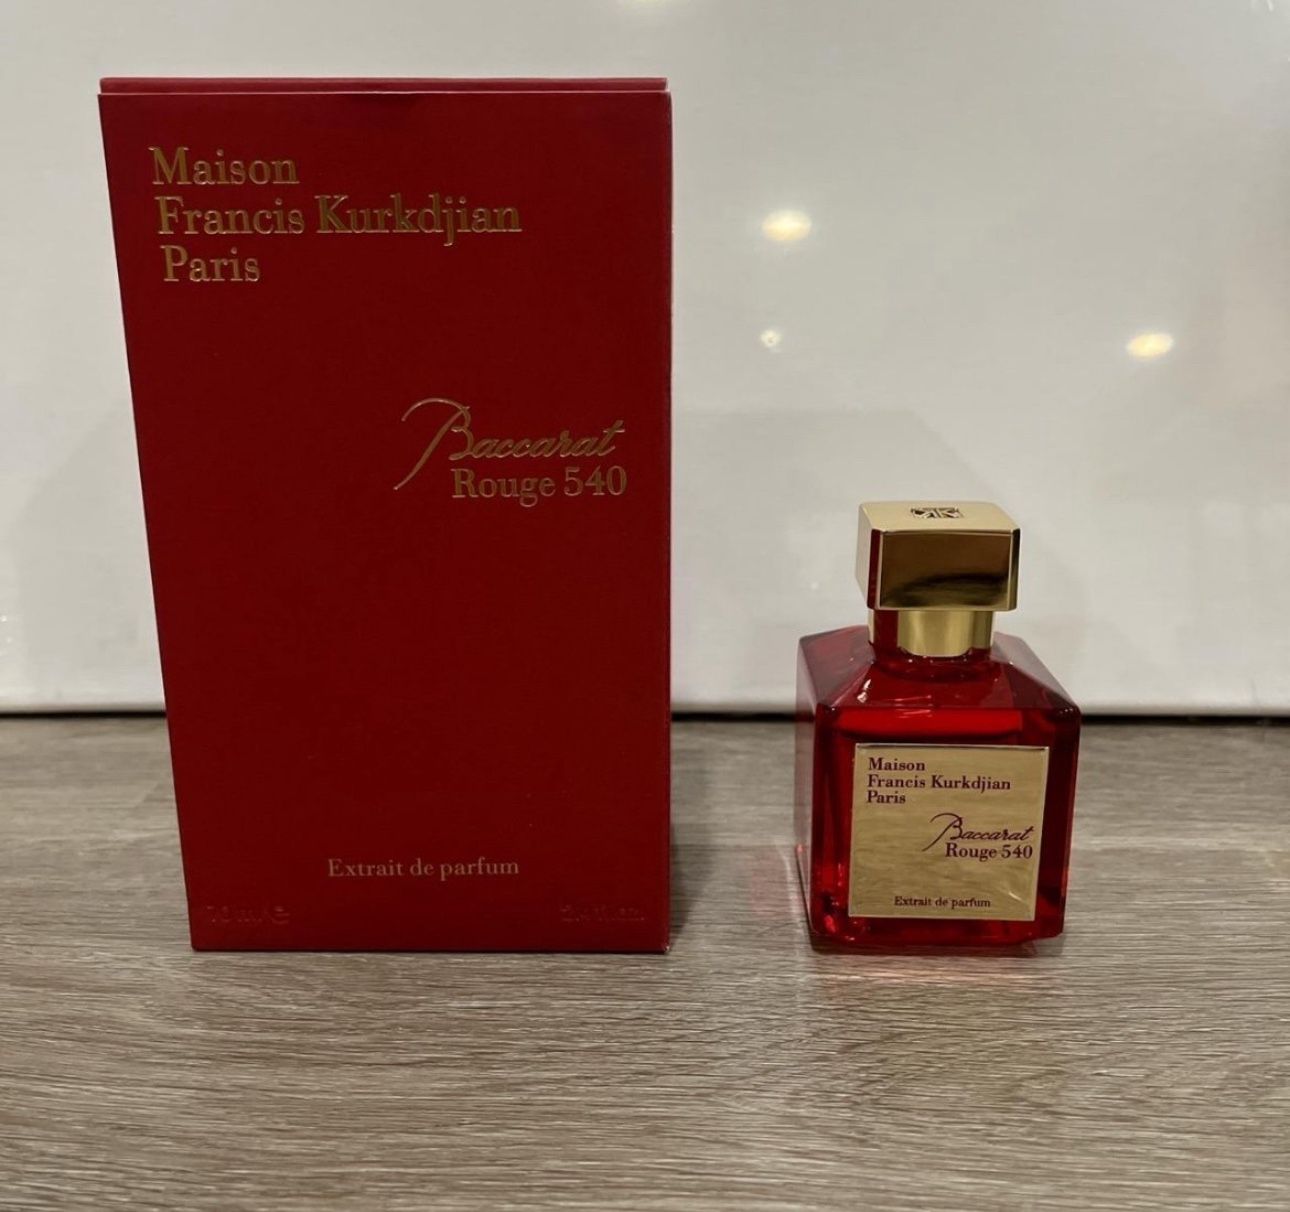 Maison
Francis Kurkdjian
Paris
Baccarat
Rouge 540
Extrait de parfum
Maison
Francis Kurkdjian
Paris
Baccarat
Rouge 540
Extrait de parfum